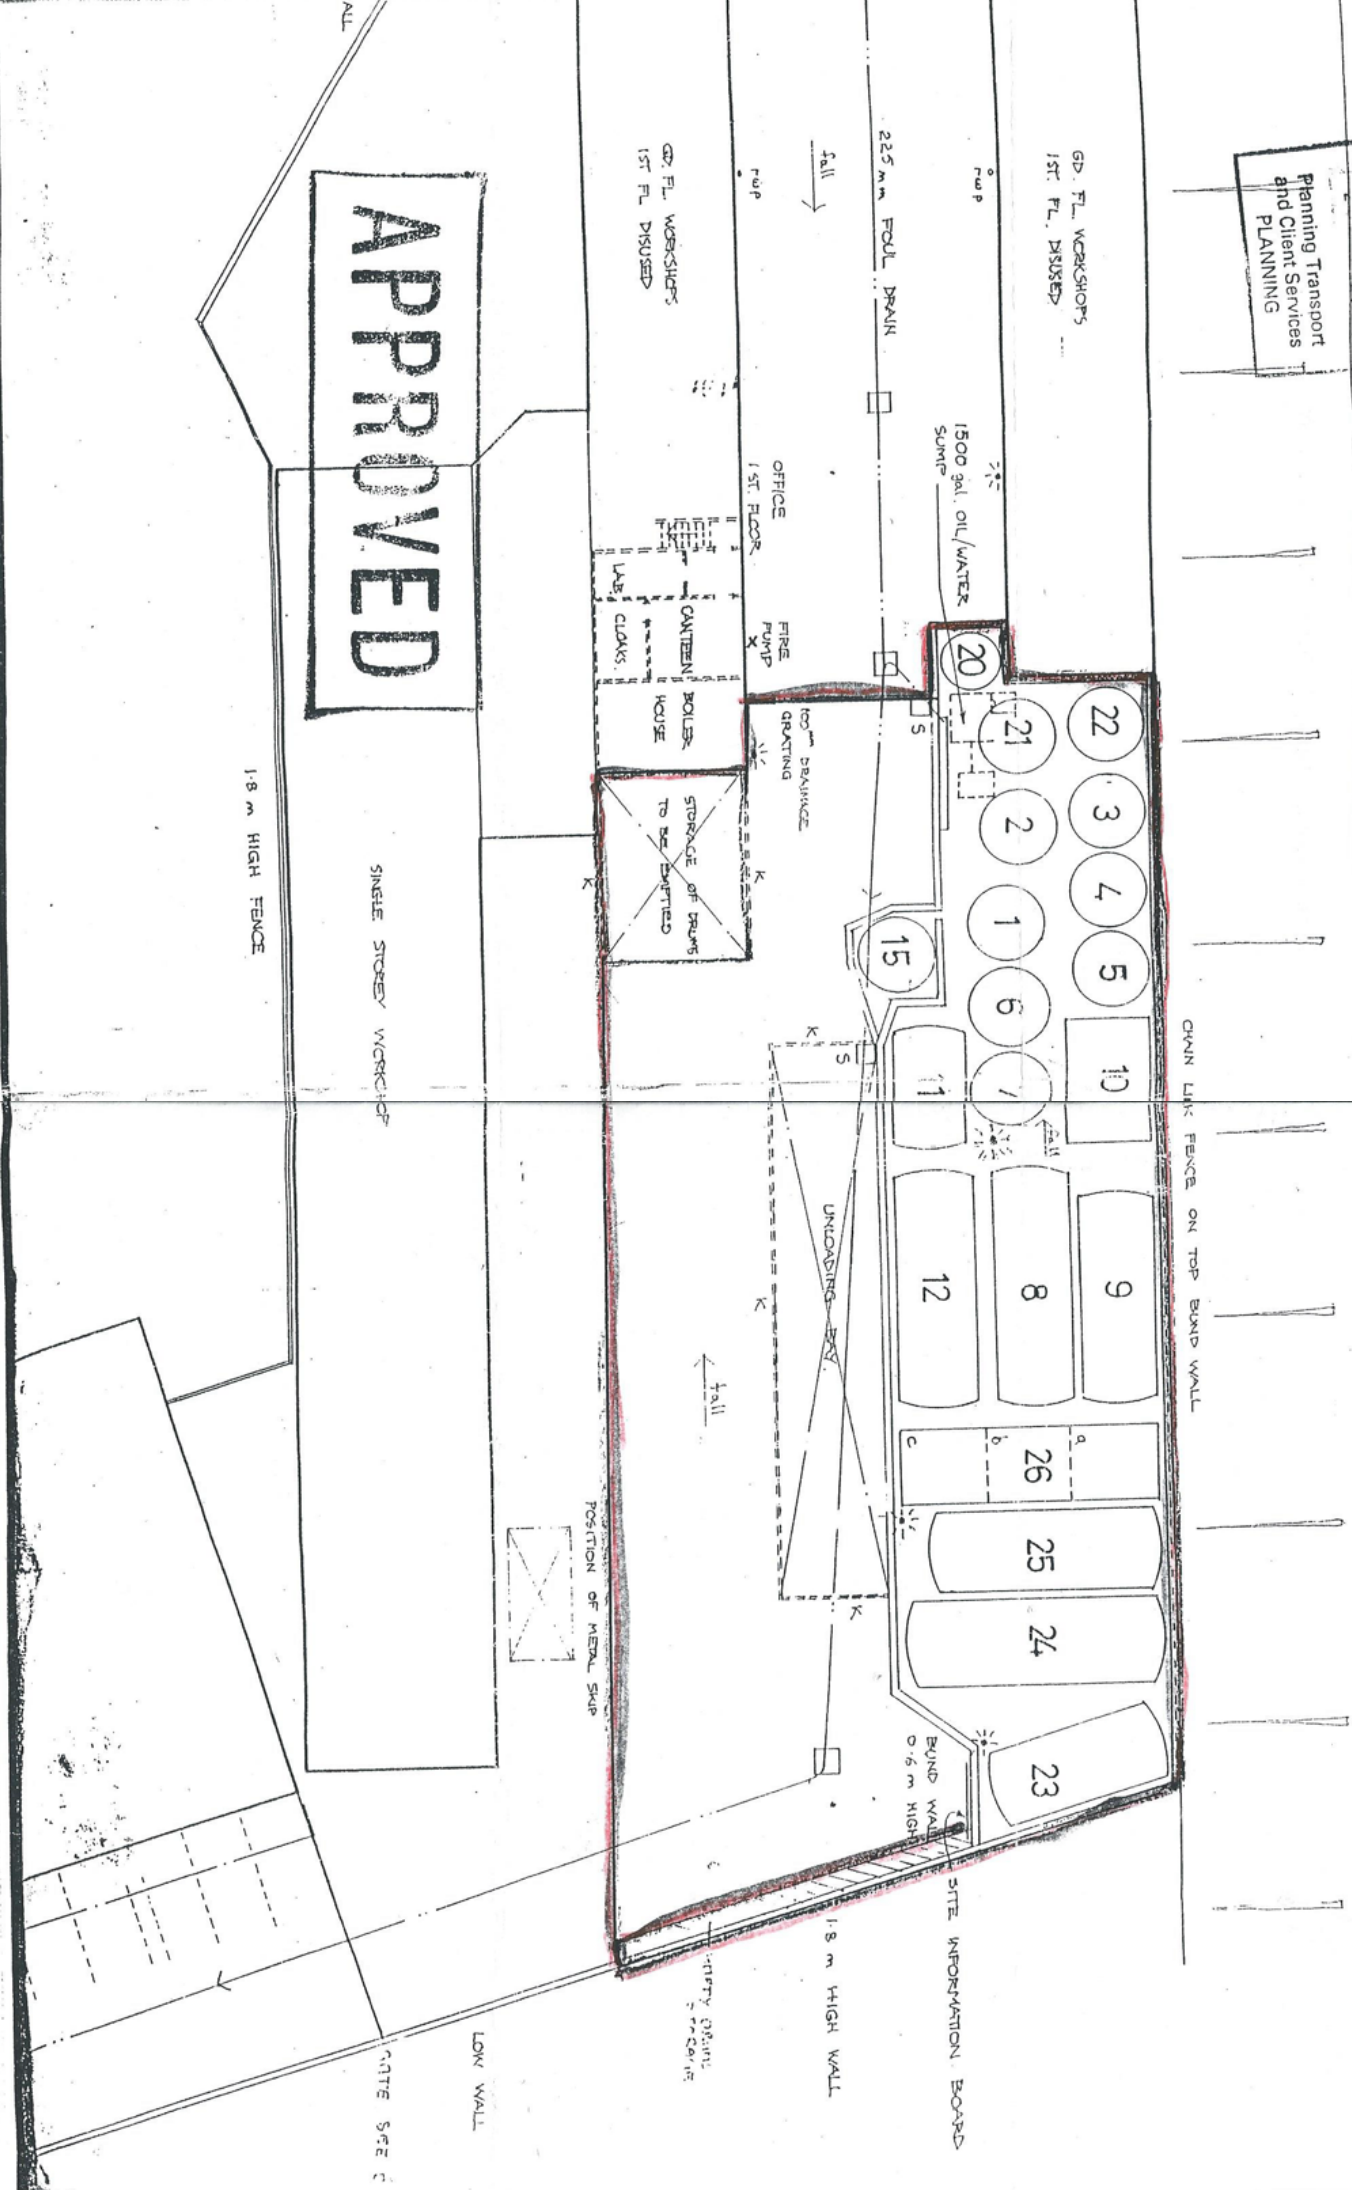 Planning Transport
and Client Services
PLANNING
ALL
GD. FL. WORKSHOPS
1ST. FL. DISUSED
rwp
225 mm FOUL DRAIN
fall
rwp
GD. FL. WORKSHOPS
1ST FL DISUSED
APPROVED
1500 gal. OIL/WATER
SUMP
OFFICE
1ST. FLOOR
FIRE
PUMP
X
LAB.
CANTEEN
CLOAKS.
BOILER
HOUSE
100mm DRAINAGE
GRATING
S
STORAGE OF DRUMS
TO BE EMPTIED
K
K
20
21
22
2
3
1
4
5
15
6
7
10
11
fall
12
8
9
26
a
b
c
25
24
23
CHAIN LINK FENCE ON TOP BUND WALL
K
S
UNLOADING BAY.
K
K
fall
1·8 m HIGH FENCE
SINGLE STOREY WORKSHOP
POSITION OF METAL SKIP
BUND WALL
0·6 m HIGH
SITE INFORMATION BOARD
1·8 m HIGH WALL
LOW WALL
SEE